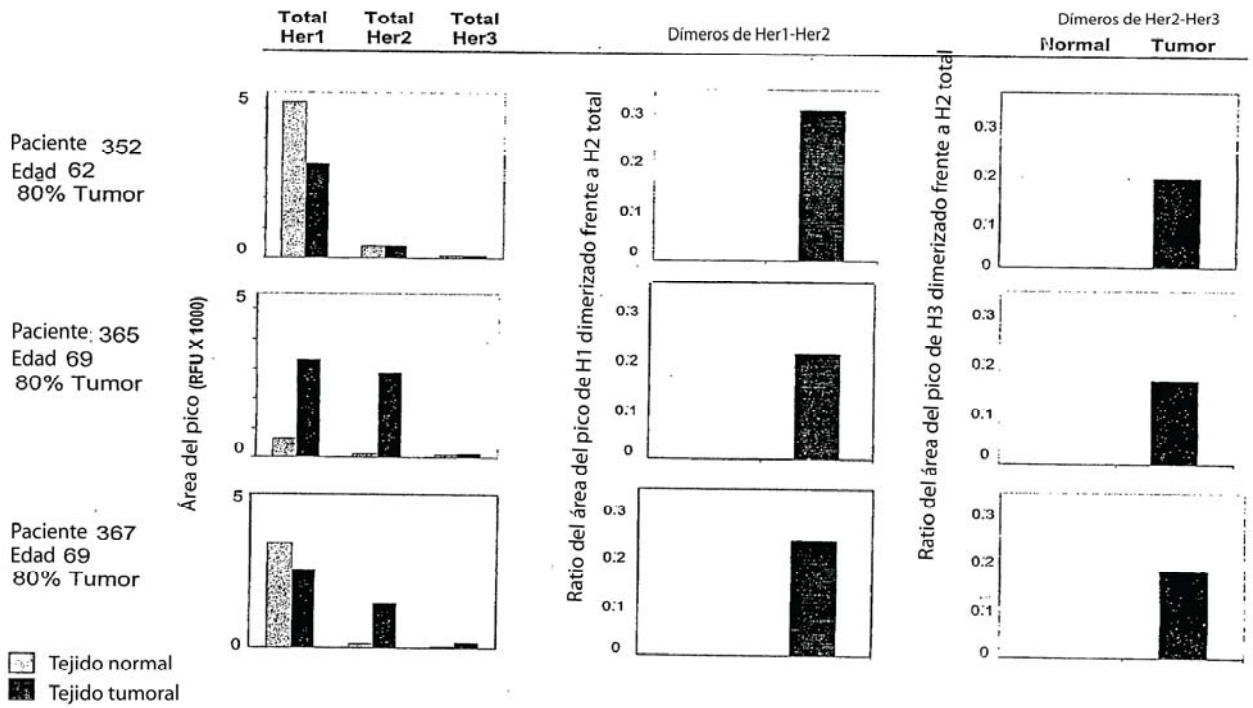 Total Her1
Total Her2
Total Her3
Dímeros de Her1-Her2
Dímeros de Her2-Her3
Normal Tumor
Paciente 352
Edad 62
80% Tumor
5
0
0.3
0.2
0.1
0
0.3
0.2
0.1
0
Paciente: 365
Edad 69
80% Tumor
5
0
0.3
0.2
0.1
0
0.3
0.2
0.1
0
Paciente 367
Edad 69
80% Tumor
5
0
0.3
0.2
0.1
0
0.3
0.2
0.1
0
Área del pico (RFU X 1000)
Ratio del área del pico de H1 dimerizado frente a H2 total
Ratio del área del pico de H3 dimerizado frente a H2 total
Tejido normal
Tejido tumoral